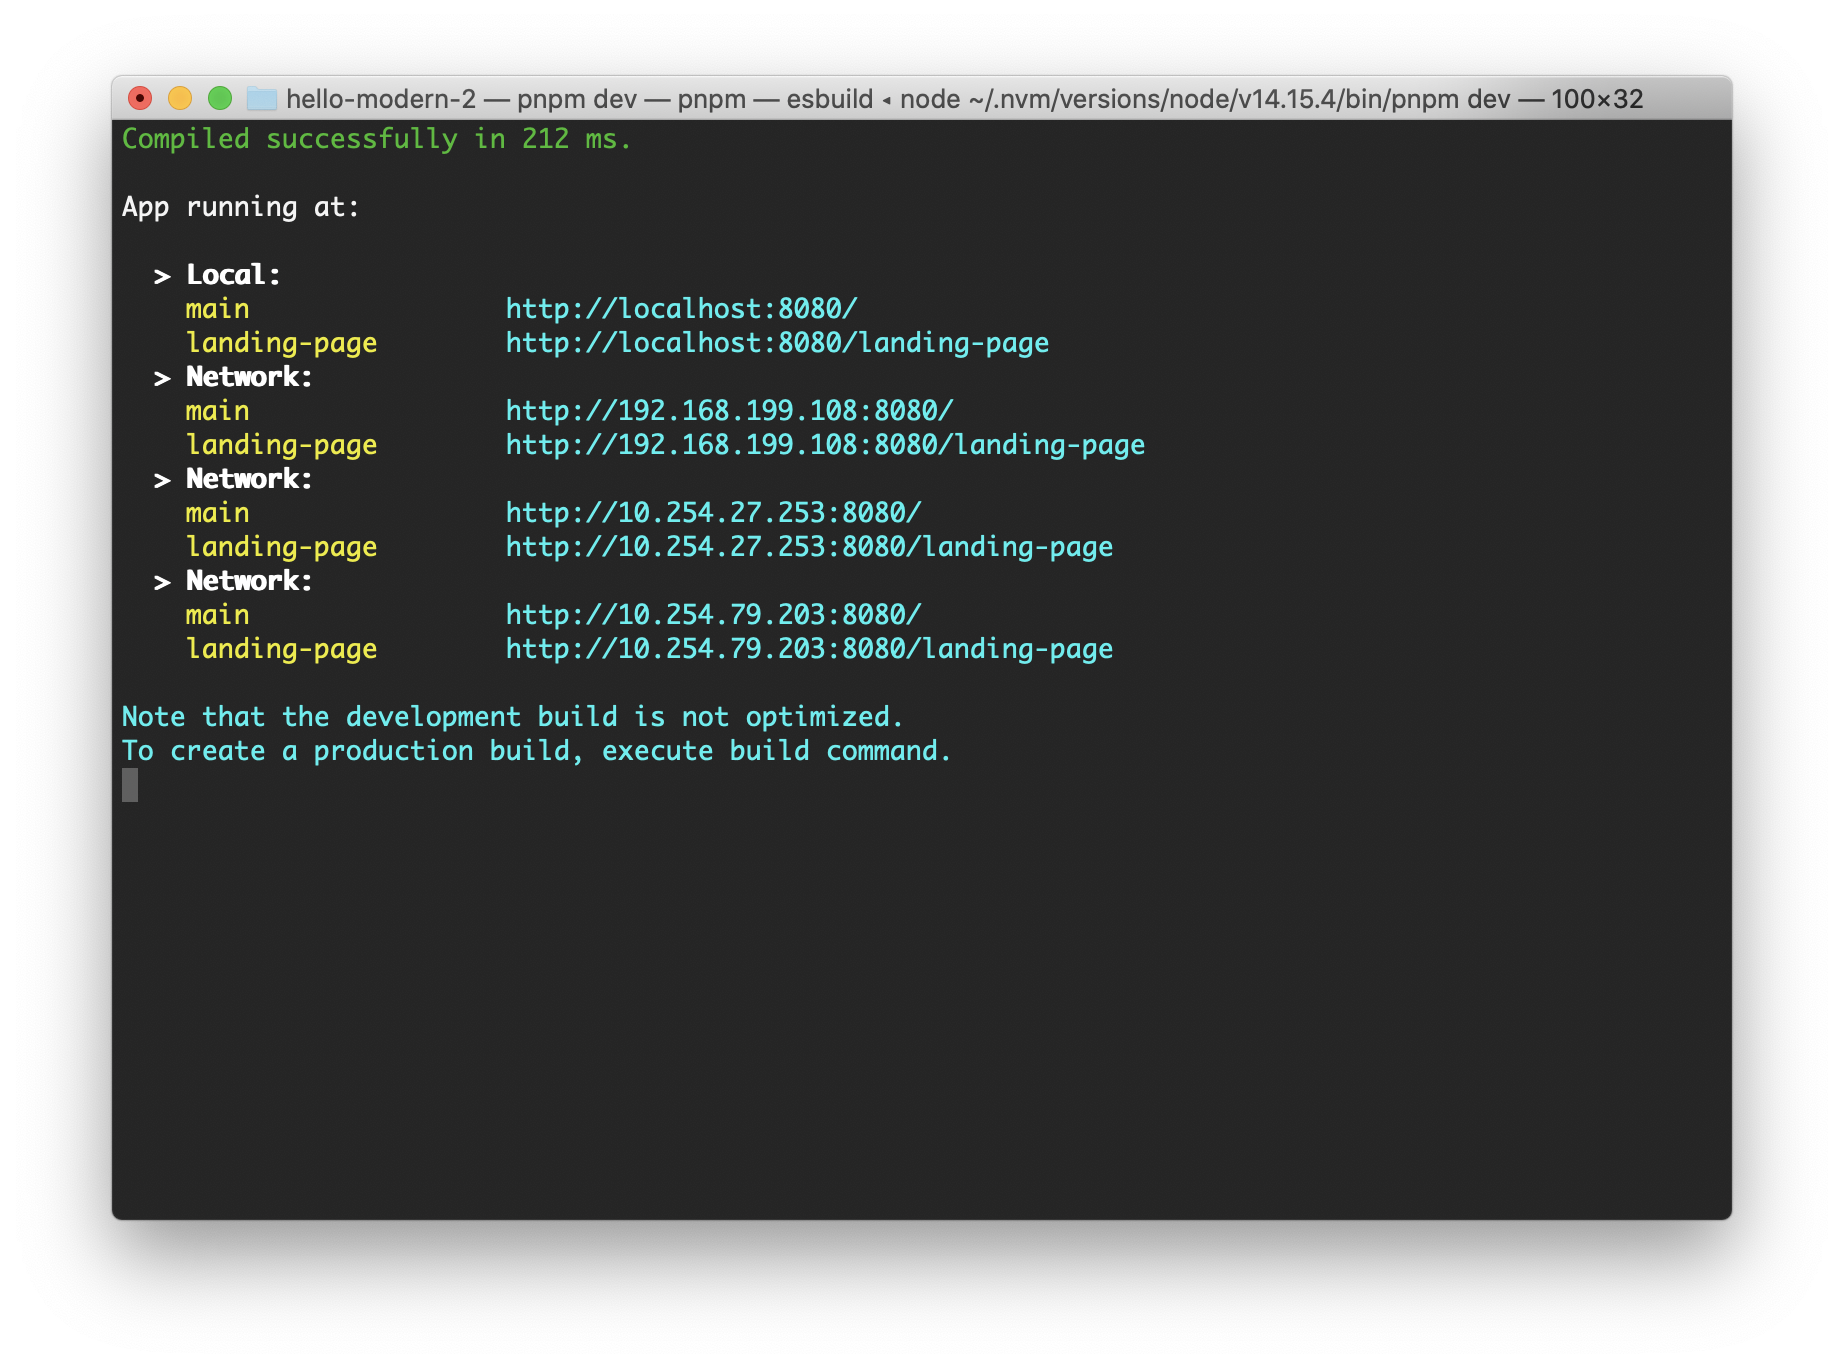 hello-modern-2 — pnpm dev — pnpm — esbuild ◂ node ~/.nvm/versions/node/v14.15.4/bin/pnpm dev — 100×32
Compiled successfully in 212 ms.
App running at:
> Local:
main http://localhost:8080/
landing-page http://localhost:8080/landing-page
> Network:
main http://192.168.199.108:8080/
landing-page http://192.168.199.108:8080/landing-page
> Network:
main http://10.254.27.253:8080/
landing-page http://10.254.27.253:8080/landing-page
> Network:
main http://10.254.79.203:8080/
landing-page http://10.254.79.203:8080/landing-page
Note that the development build is not optimized.
To create a production build, execute build command.